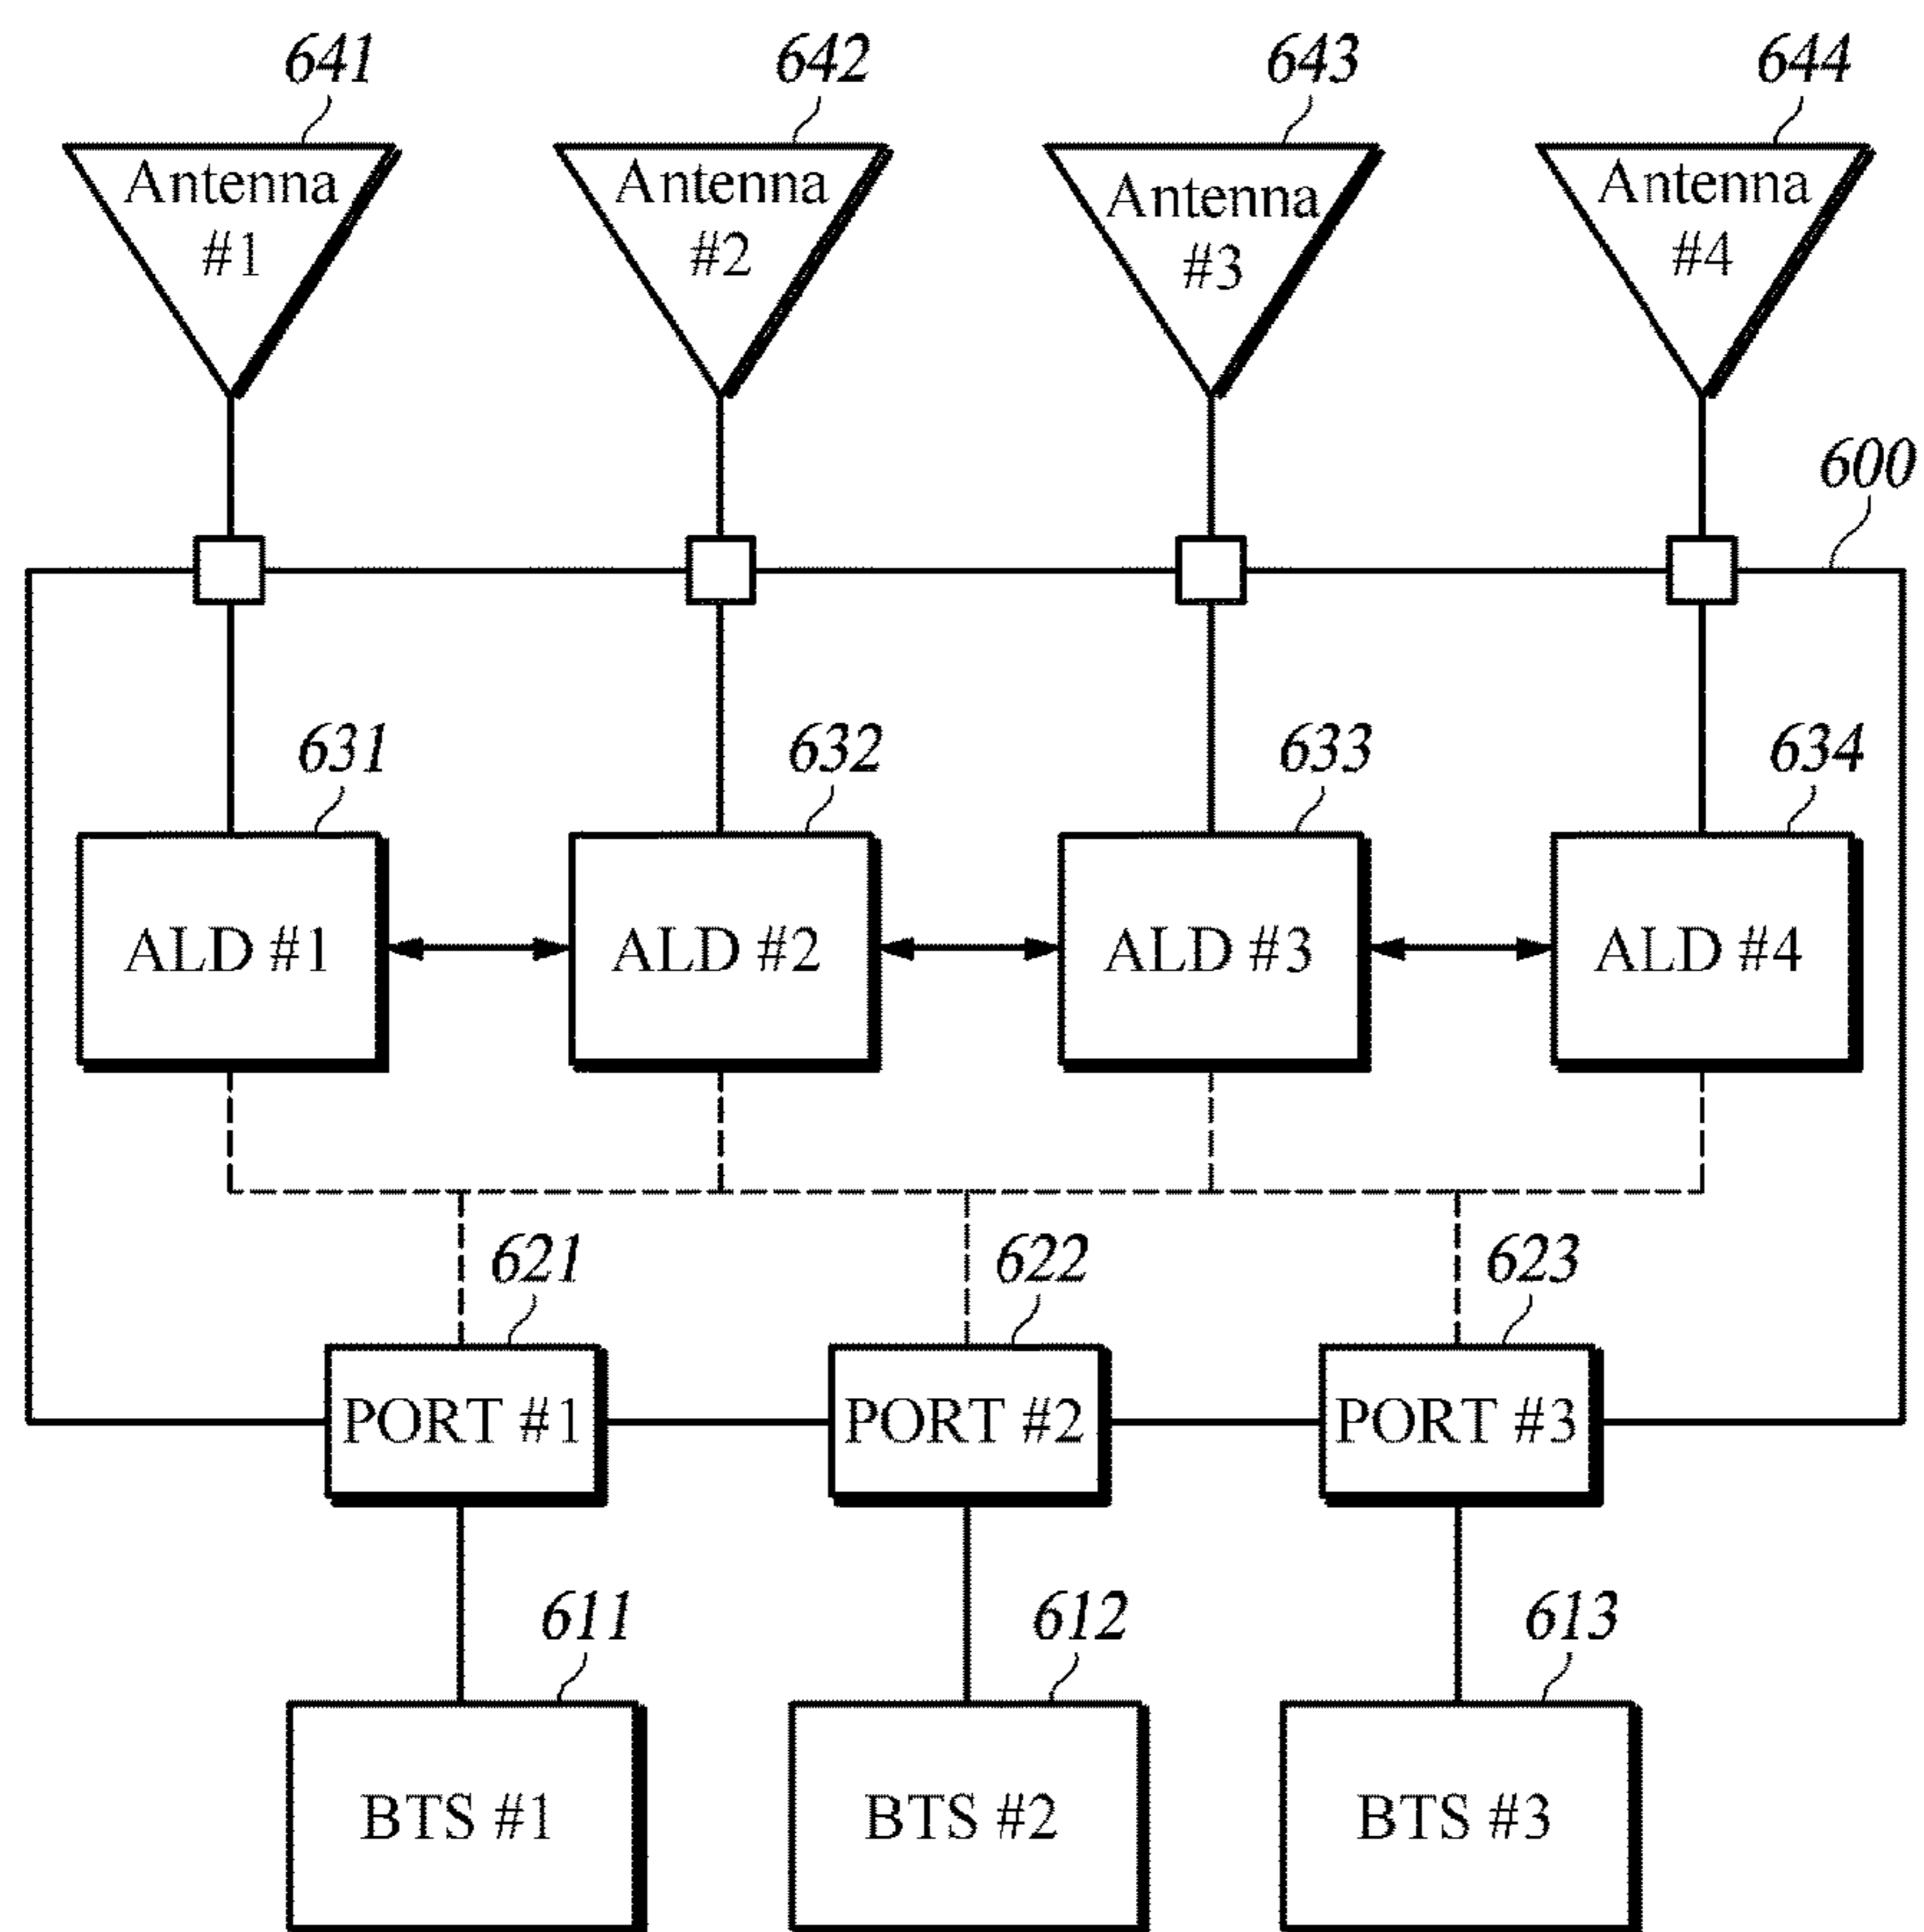 641 642 643 644
Antenna #1 Antenna #2 Antenna #3 Antenna #4
600
631 632 633 634
ALD #1 ALD #2 ALD #3 ALD #4
621 622 623
PORT #1 PORT #2 PORT #3
611 612 613
BTS #1 BTS #2 BTS #3